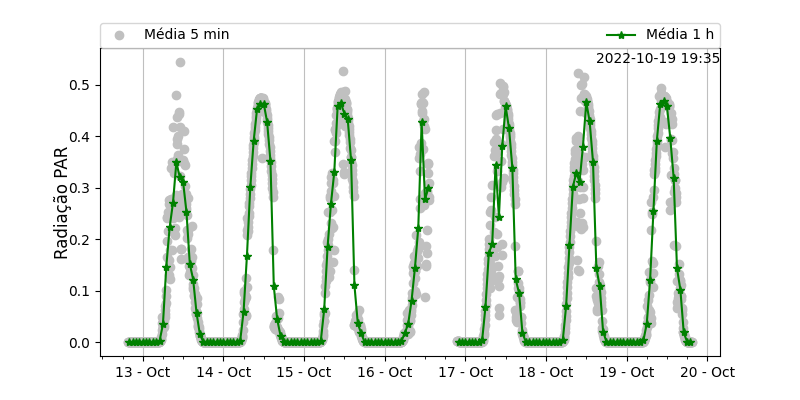 Média 5 min
Média 1 h
2022-10-19 19:35
Radiação PAR
0.5
0.4
0.3
0.2
0.1
0.0
13 - Oct
14 - Oct
15 - Oct
16 - Oct
17 - Oct
18 - Oct
19 - Oct
20 - Oct